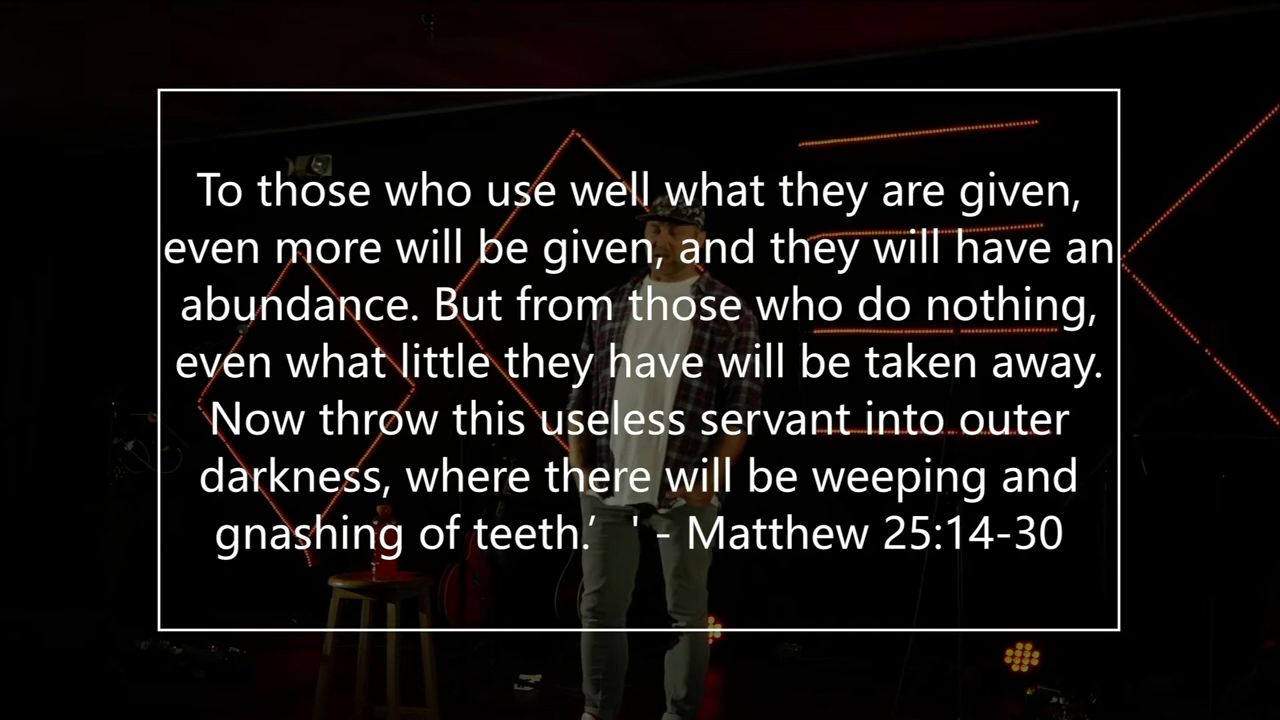 To those who use well what they are given,
even more will be given, and they will have an
abundance. But from those who do nothing,
even what little they have will be taken away.
Now throw this useless servant into outer
darkness, where there will be weeping and
gnashing of teeth.’ ' - Matthew 25:14-30